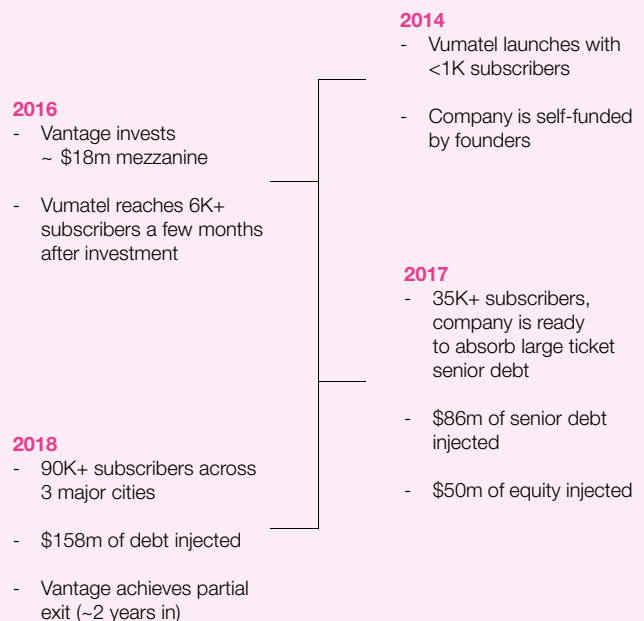 2014
- Vumatel launches with
<1K subscribers
- Company is self-funded
by founders
2016
- Vantage invests
~ $18m mezzanine
- Vumatel reaches 6K+
subscribers a few months
after investment
2017
- 35K+ subscribers,
company is ready
to absorb large ticket
senior debt
- $86m of senior debt
injected
- $50m of equity injected
2018
- 90K+ subscribers across
3 major cities
- $158m of debt injected
- Vantage achieves partial
exit (~2 years in)